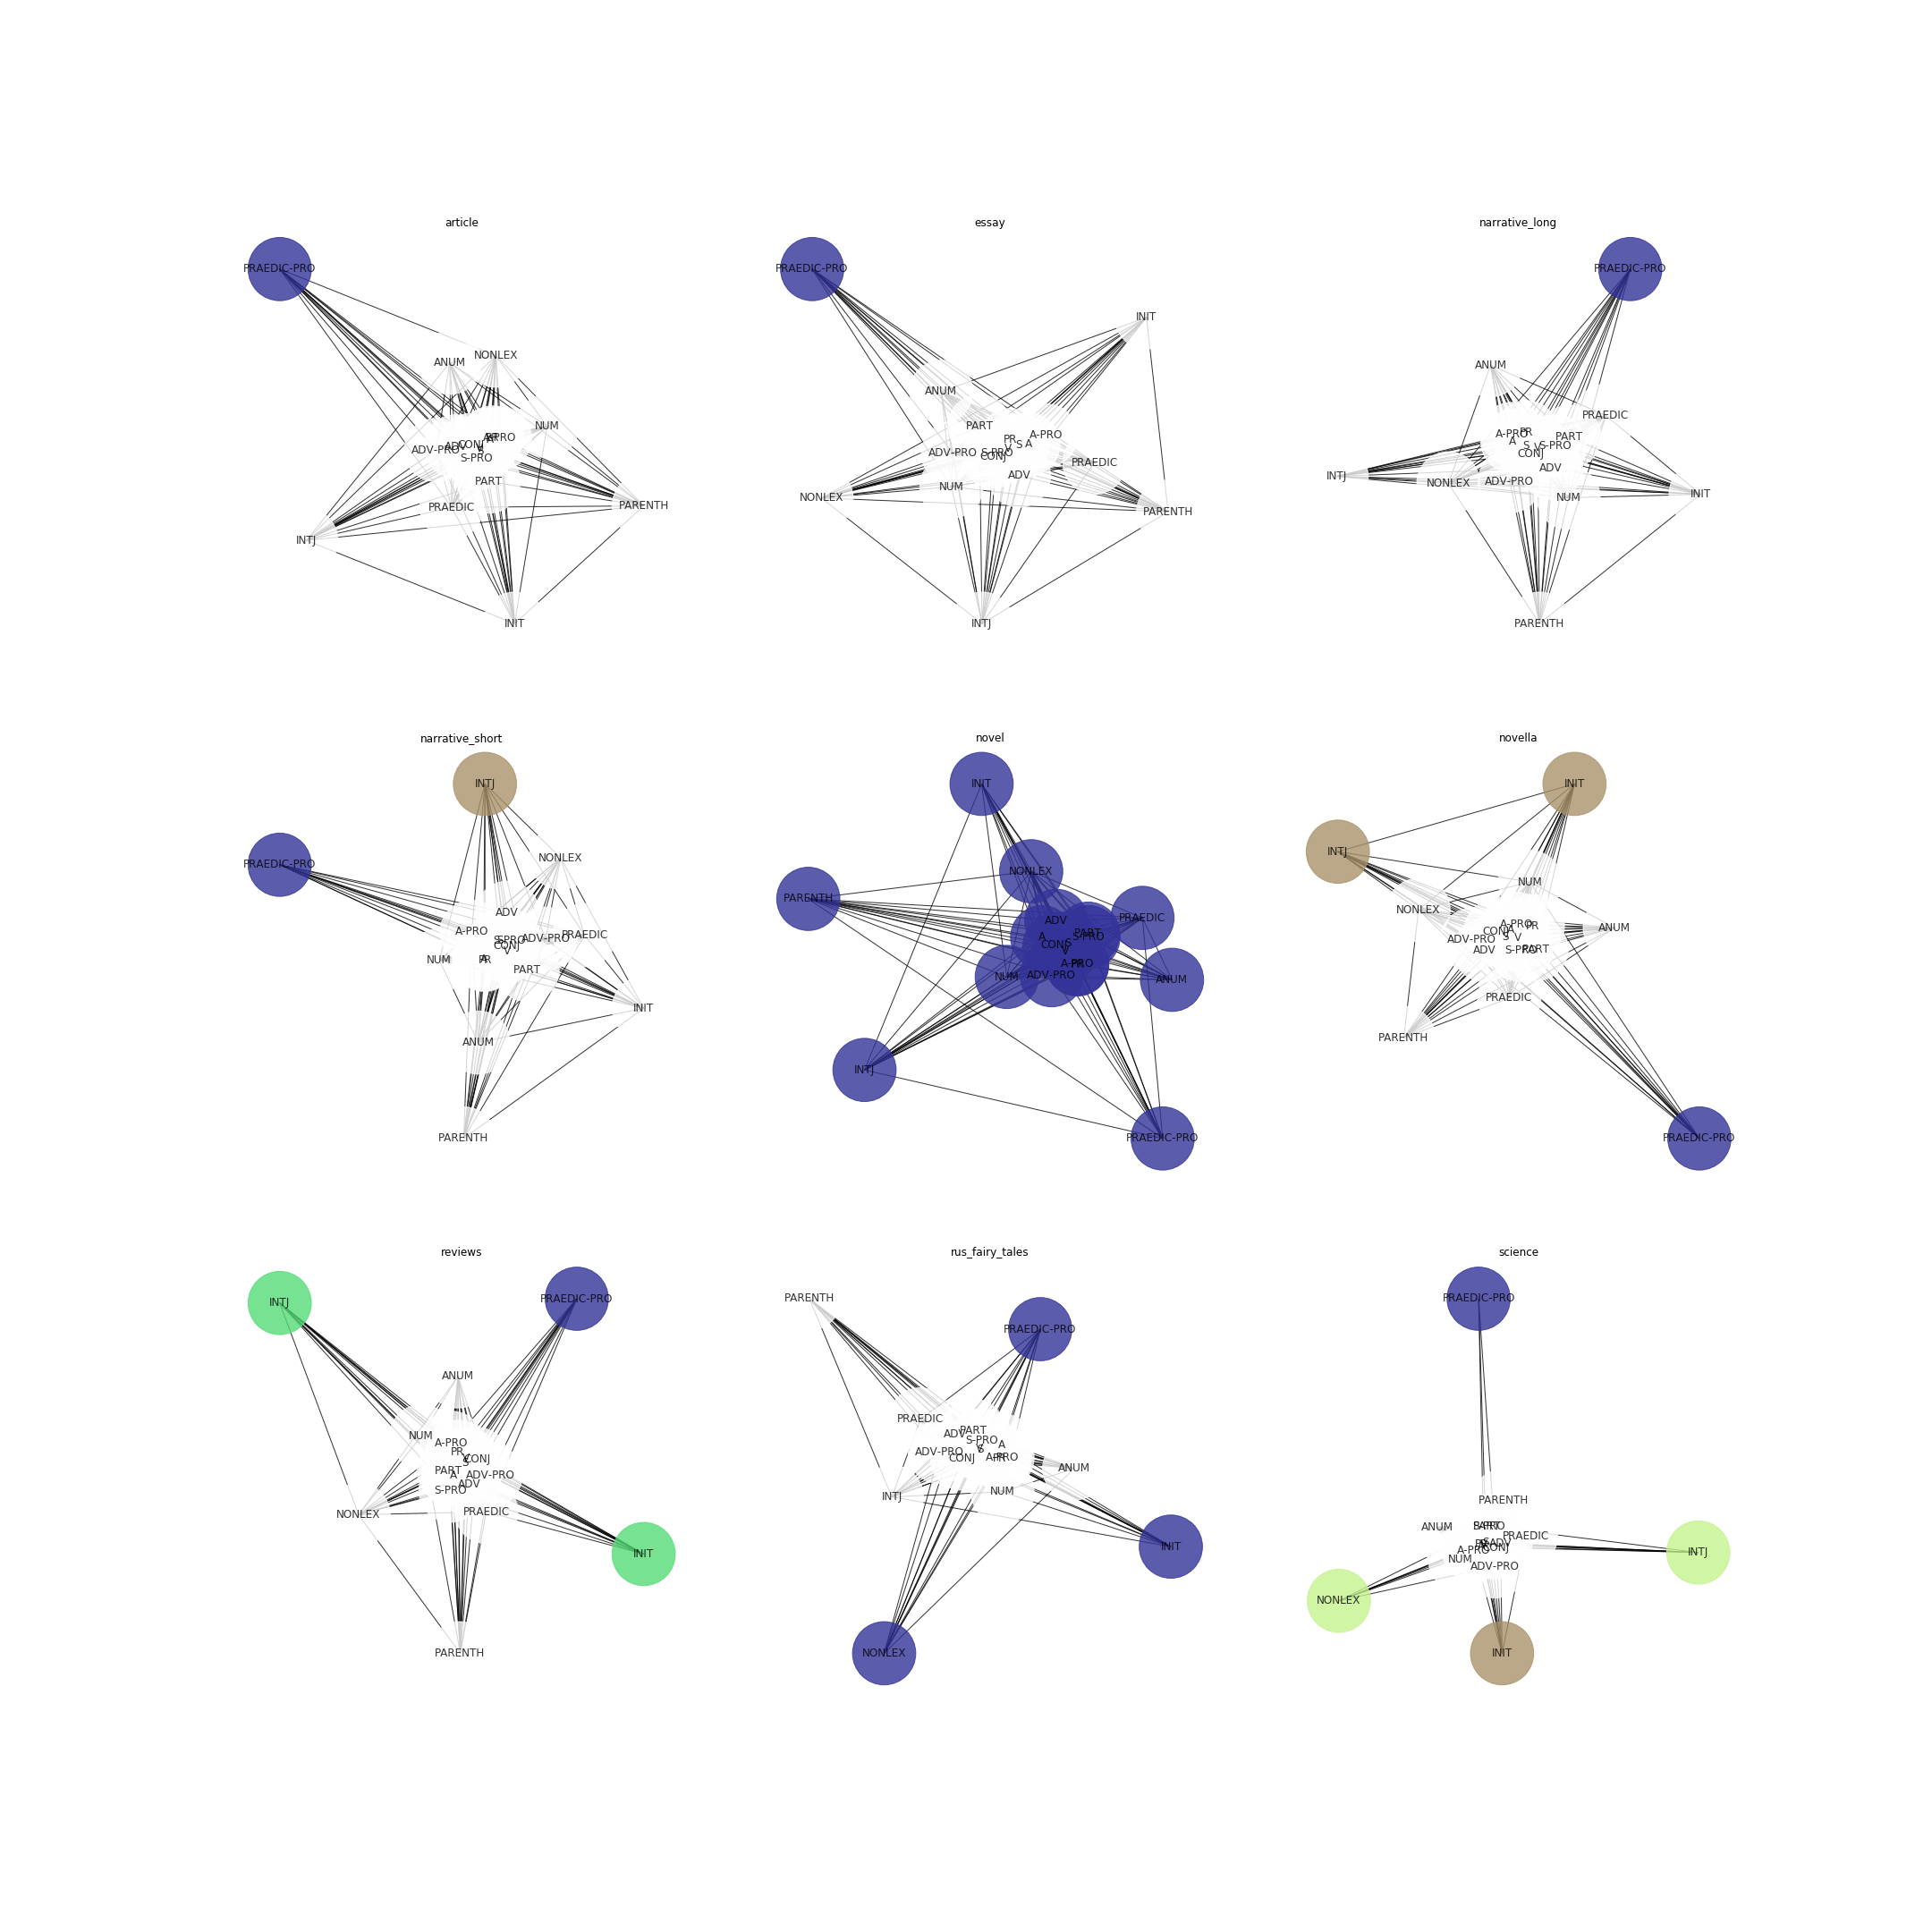 article
PRAEDIC-PRO
NONLEX
ANUM
NUM
A-PRO
CONJ
ADV
ADV-PRO
S-PRO
PART
PRAEDIC
PARENTH
INTJ
INIT
essay
PRAEDIC-PRO
INIT
ANUM
PART
A-PRO
PR
S
A
V
ADV-PRO
S-PRO
CONJ
PRAEDIC
ADV
NUM
NONLEX
PARENTH
INTJ
narrative_long
PRAEDIC-PRO
ANUM
PRAEDIC
A-PRO
PR
PART
A
S
V
S-PRO
CONJ
ADV
INTJ
NONLEX
ADV-PRO
NUM
INIT
PARENTH
narrative_short
INTJ
PRAEDIC-PRO
NONLEX
ADV
A-PRO
S-PRO
ADV-PRO
PRAEDIC
CONJ
V
NUM
PR
PART
INIT
ANUM
PARENTH
novel
INIT
NONLEX
PARENTH
PRAEDIC
ADV
PART
A
S-PRO
CONJ
S
V
A-PRO
NUM
ADV-PRO
ANUM
INTJ
PRAEDIC-PRO
novella
INIT
INTJ
NUM
NONLEX
A-PRO
PR
ANUM
CONJ
A
ADV-PRO
S
V
ADV
S-PRO
PART
PRAEDIC
PARENTH
PRAEDIC-PRO
reviews
INTJ
PRAEDIC-PRO
ANUM
NUM
A-PRO
PR
V
CONJ
S
PART
A
ADV-PRO
ADV
S-PRO
PRAEDIC
NONLEX
INIT
PARENTH
rus_fairy_tales
PARENTH
PRAEDIC-PRO
PRAEDIC
PART
ADV
S-PRO
A
V
S
ADV-PRO
CONJ
A-PRO
PR
ANUM
INTJ
NUM
INIT
NONLEX
science
PRAEDIC-PRO
PARENTH
ANUM
PART
S-PRO
PRAEDIC
ADV
A-PRO
CONJ
NUM
ADV-PRO
INTJ
NONLEX
INIT